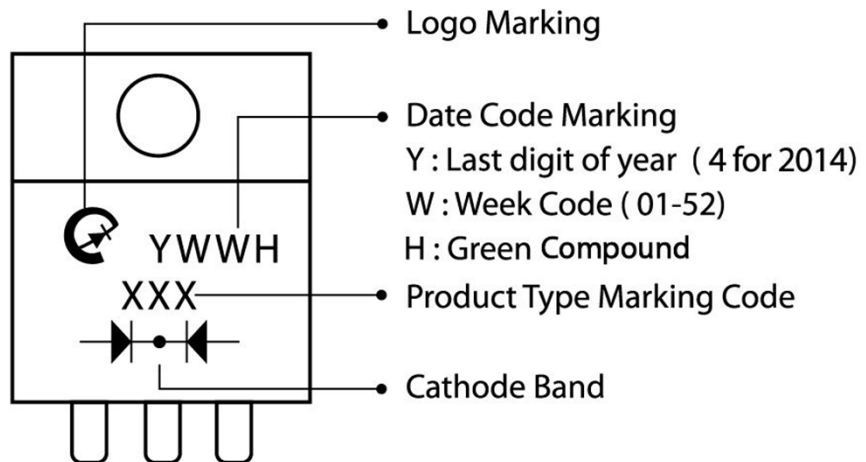 Logo Marking
Date Code Marking
Y : Last digit of year ( 4 for 2014)
W : Week Code ( 01-52)
H : Green Compound
YWWH
XXX
Product Type Marking Code
Cathode Band